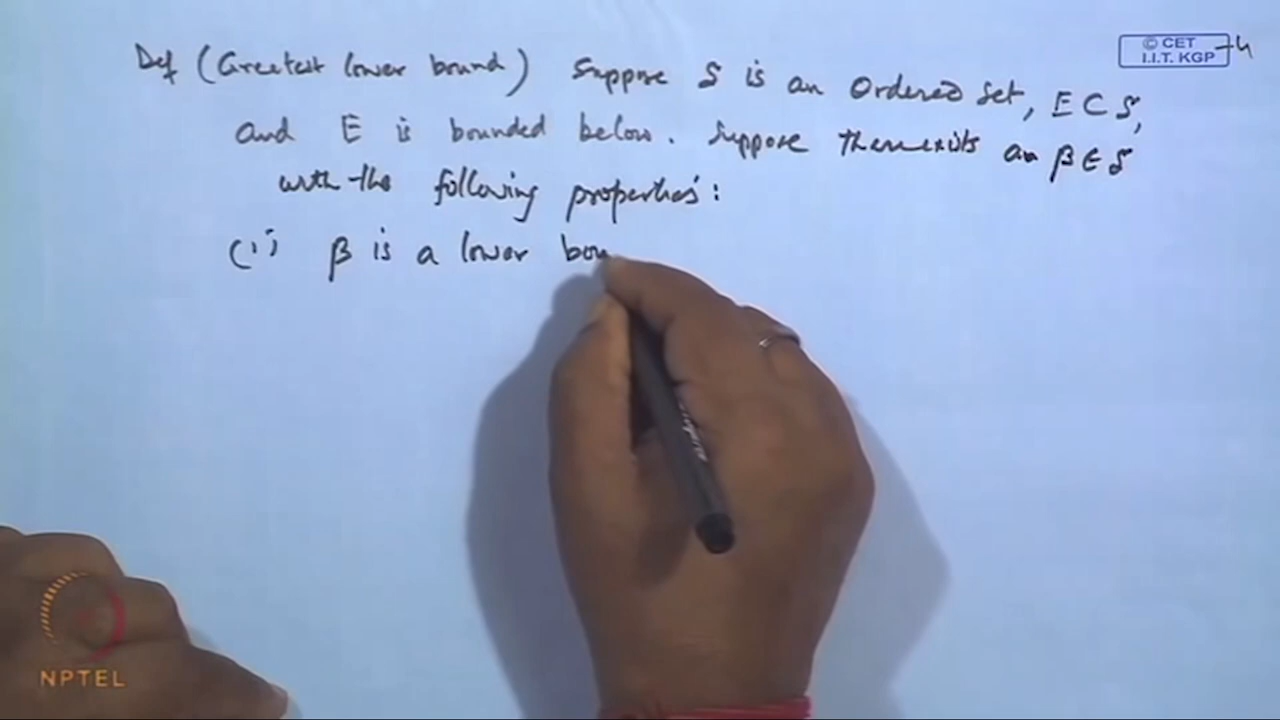 Def (Greatest lower bound) Suppose S is an Ordered set, E ⊂ S,
and E is bounded below. Suppose there exists an β ∈ S
with the following properties:
(i) β is a lower bou
© CET
I.I.T. KGP
NPTEL